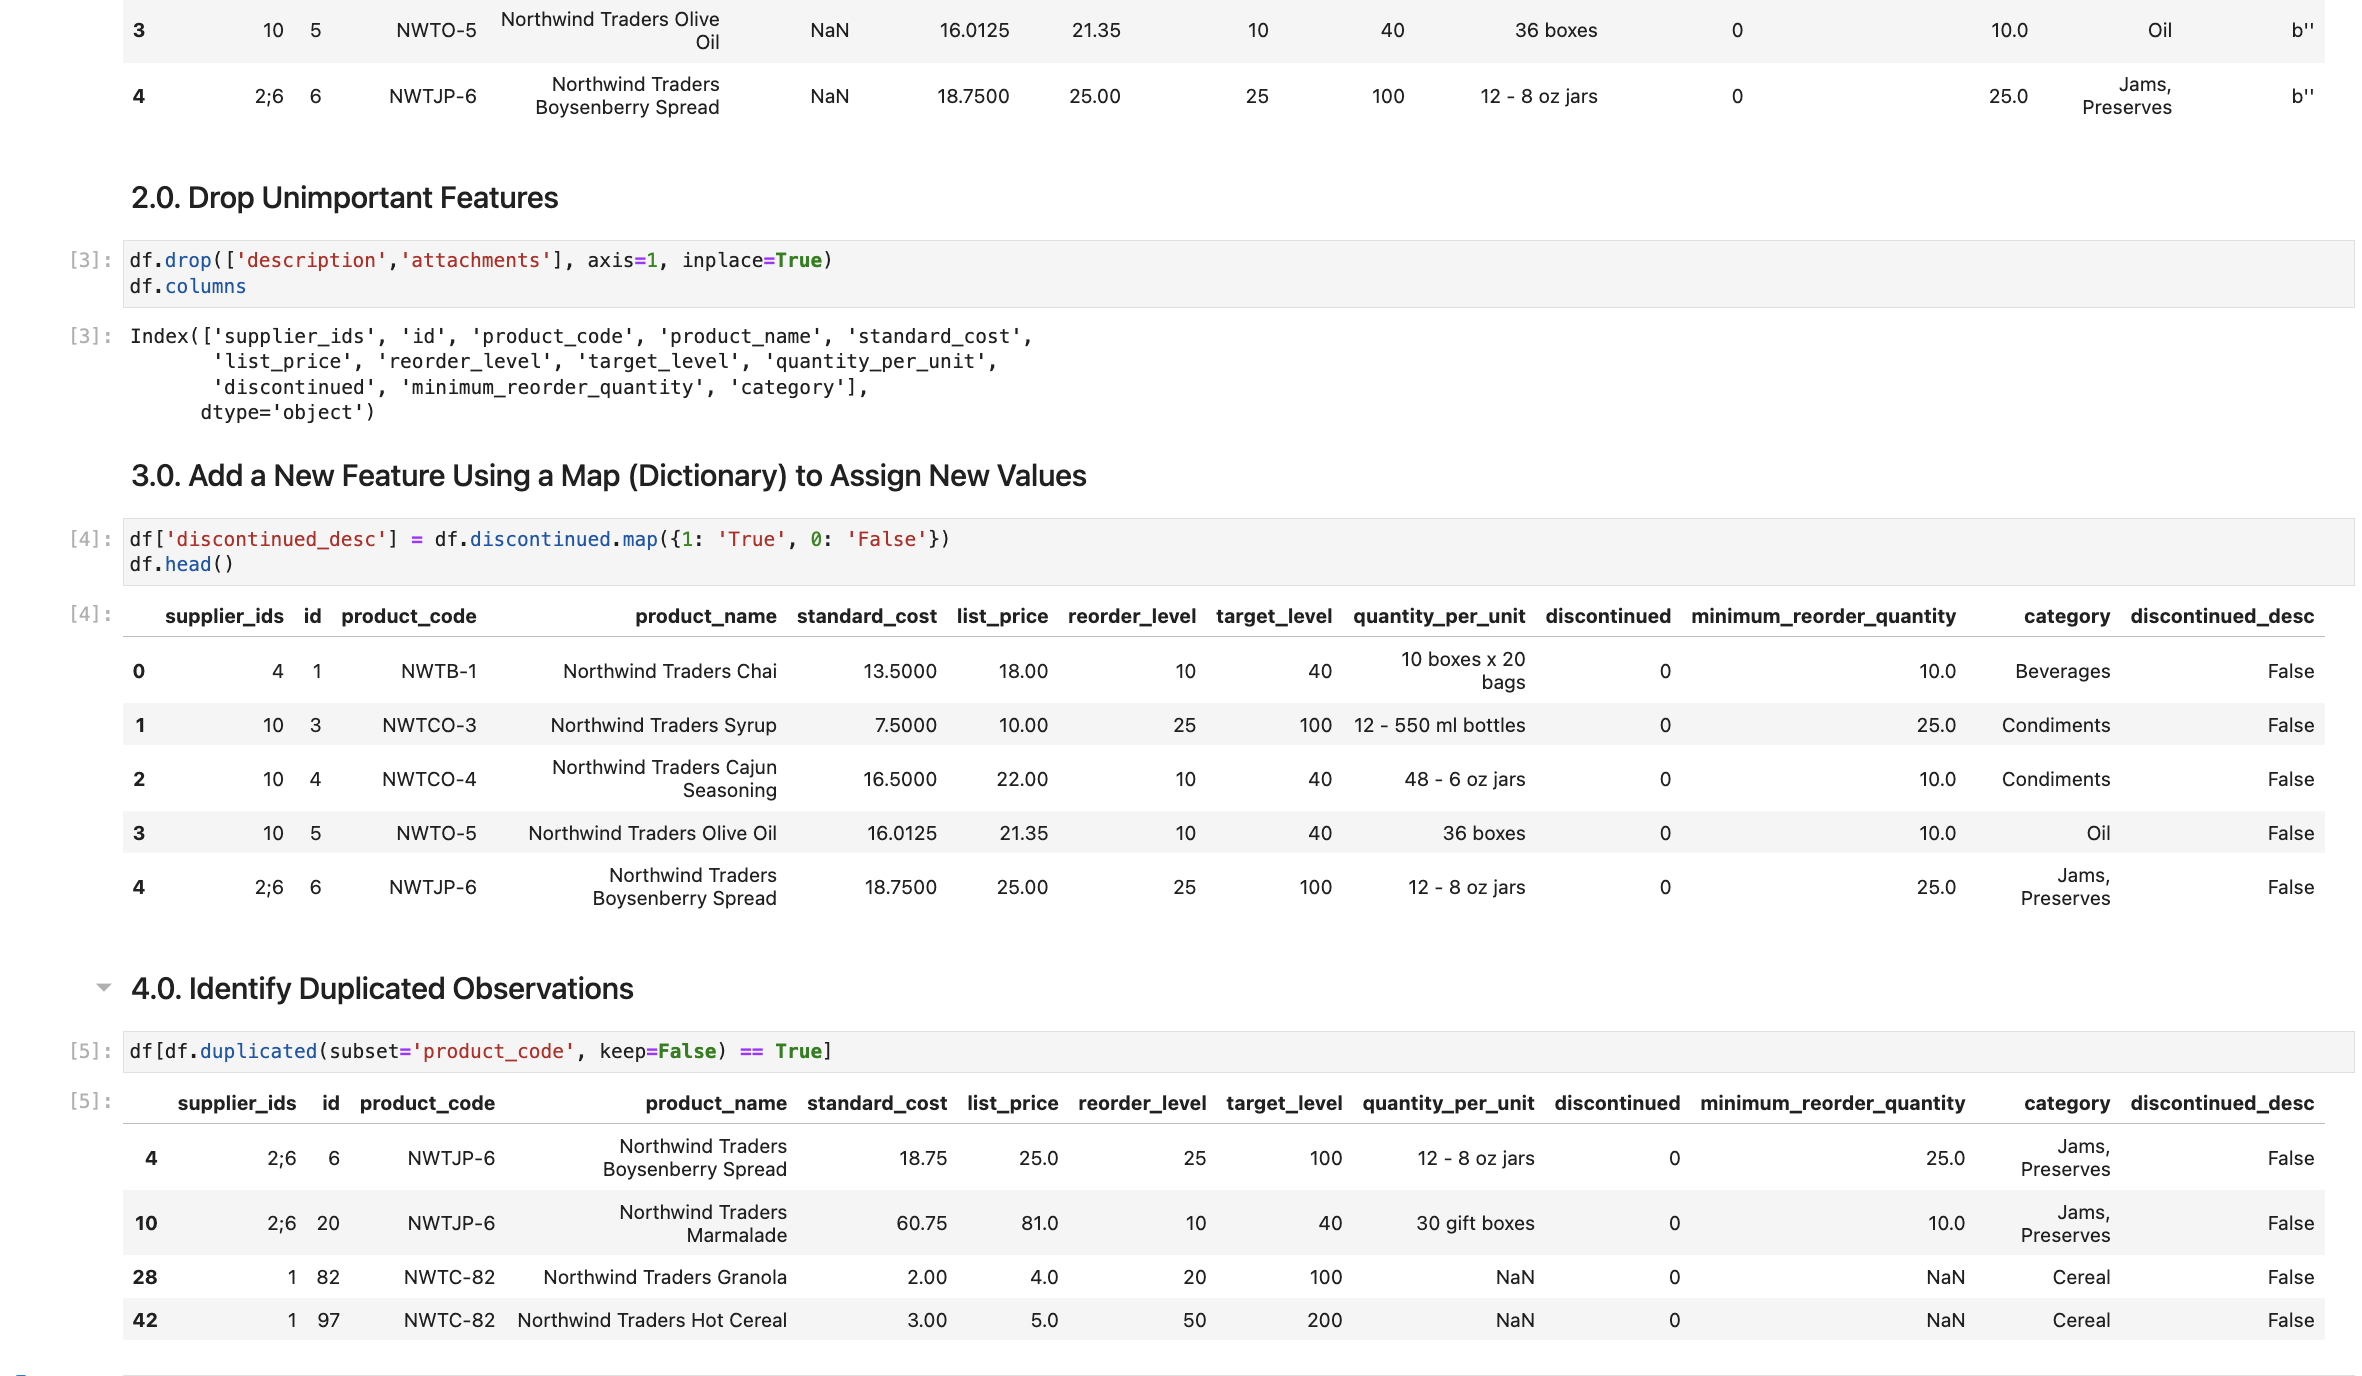 3 10 5 NWTO-5 Northwind Traders Olive Oil NaN 16.0125 21.35 10 40 36 boxes 0 10.0 Oil b''
4 2;6 6 NWTJP-6 Northwind Traders Boysenberry Spread NaN 18.7500 25.00 25 100 12 - 8 oz jars 0 25.0 Jams, Preserves b''
2.0. Drop Unimportant Features
[3]: df.drop(['description','attachments'], axis=1, inplace=True)
df.columns
[3]: Index(['supplier_ids', 'id', 'product_code', 'product_name', 'standard_cost',
'list_price', 'reorder_level', 'target_level', 'quantity_per_unit',
'discontinued', 'minimum_reorder_quantity', 'category'],
dtype='object')
3.0. Add a New Feature Using a Map (Dictionary) to Assign New Values
[4]: df['discontinued_desc'] = df.discontinued.map({1: 'True', 0: 'False'})
df.head()
[4]: supplier_ids id product_code product_name standard_cost list_price reorder_level target_level quantity_per_unit discontinued minimum_reorder_quantity category discontinued_desc
0 4 1 NWTB-1 Northwind Traders Chai 13.5000 18.00 10 40 10 boxes x 20 bags 0 10.0 Beverages False
1 10 3 NWTCO-3 Northwind Traders Syrup 7.5000 10.00 25 100 12 - 550 ml bottles 0 25.0 Condiments False
2 10 4 NWTCO-4 Northwind Traders Cajun Seasoning 16.5000 22.00 10 40 48 - 6 oz jars 0 10.0 Condiments False
3 10 5 NWTO-5 Northwind Traders Olive Oil 16.0125 21.35 10 40 36 boxes 0 10.0 Oil False
4 2;6 6 NWTJP-6 Northwind Traders Boysenberry Spread 18.7500 25.00 25 100 12 - 8 oz jars 0 25.0 Jams, Preserves False
4.0. Identify Duplicated Observations
[5]: df[df.duplicated(subset='product_code', keep=False) == True]
[5]: supplier_ids id product_code product_name standard_cost list_price reorder_level target_level quantity_per_unit discontinued minimum_reorder_quantity category discontinued_desc
4 2;6 6 NWTJP-6 Northwind Traders Boysenberry Spread 18.75 25.0 25 100 12 - 8 oz jars 0 25.0 Jams, Preserves False
10 2;6 20 NWTJP-6 Northwind Traders Marmalade 60.75 81.0 10 40 30 gift boxes 0 10.0 Jams, Preserves False
28 1 82 NWTC-82 Northwind Traders Granola 2.00 4.0 20 100 NaN 0 NaN Cereal False
42 1 97 NWTC-82 Northwind Traders Hot Cereal 3.00 5.0 50 200 NaN 0 NaN Cereal False